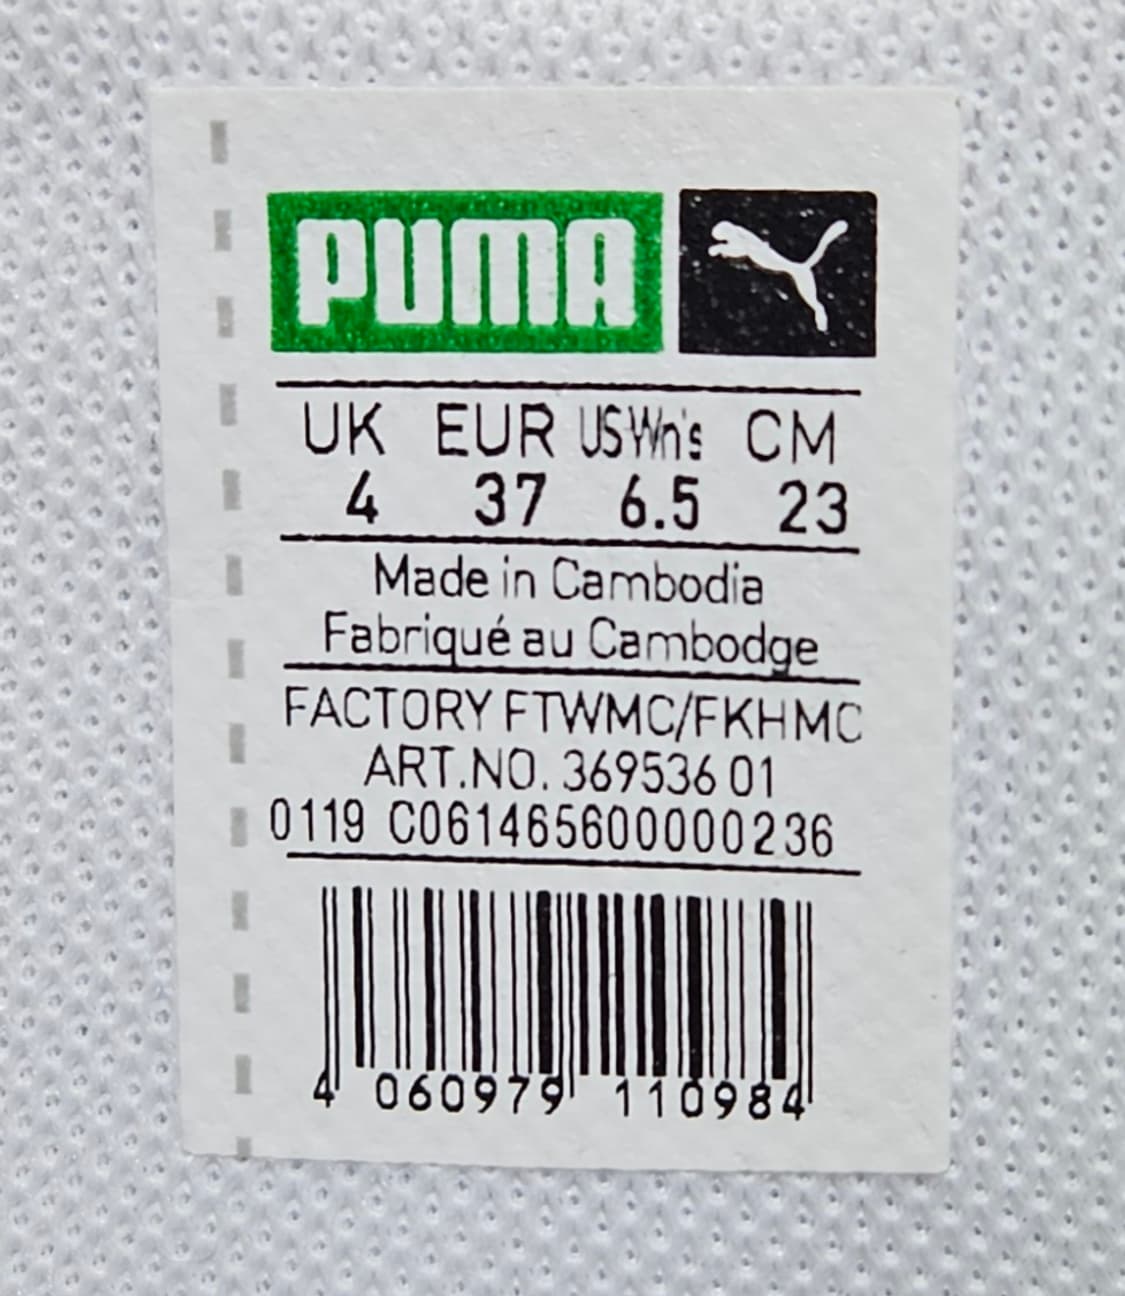 PUMA
UK EUR US Wn's CM
4 37 6.5 23
Made in Cambodia
Fabriqué au Cambodge
FACTORY FTWMC/FKHMC
ART.NO. 369536 01
0119 C061465600000236
4 060979 110984